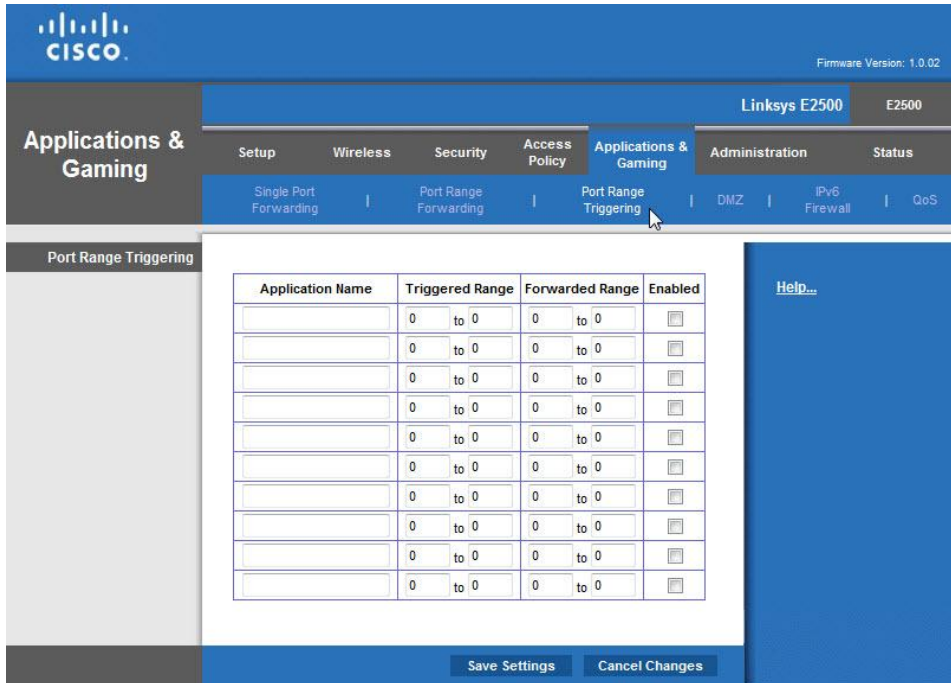 CISCO.
Firmware Version: 1.0.02
Linksys E2500 E2500
Applications & Gaming
Setup Wireless Security Access Policy Applications & Gaming Administration Status
Single Port Forwarding | Port Range Forwarding | Port Range Triggering | DMZ | IPv6 Firewall | QoS
Port Range Triggering
Application Name Triggered Range Forwarded Range Enabled
0 to 0 0 to 0
0 to 0 0 to 0
0 to 0 0 to 0
0 to 0 0 to 0
0 to 0 0 to 0
0 to 0 0 to 0
0 to 0 0 to 0
0 to 0 0 to 0
0 to 0 0 to 0
0 to 0 0 to 0
Help...
Save Settings Cancel Changes